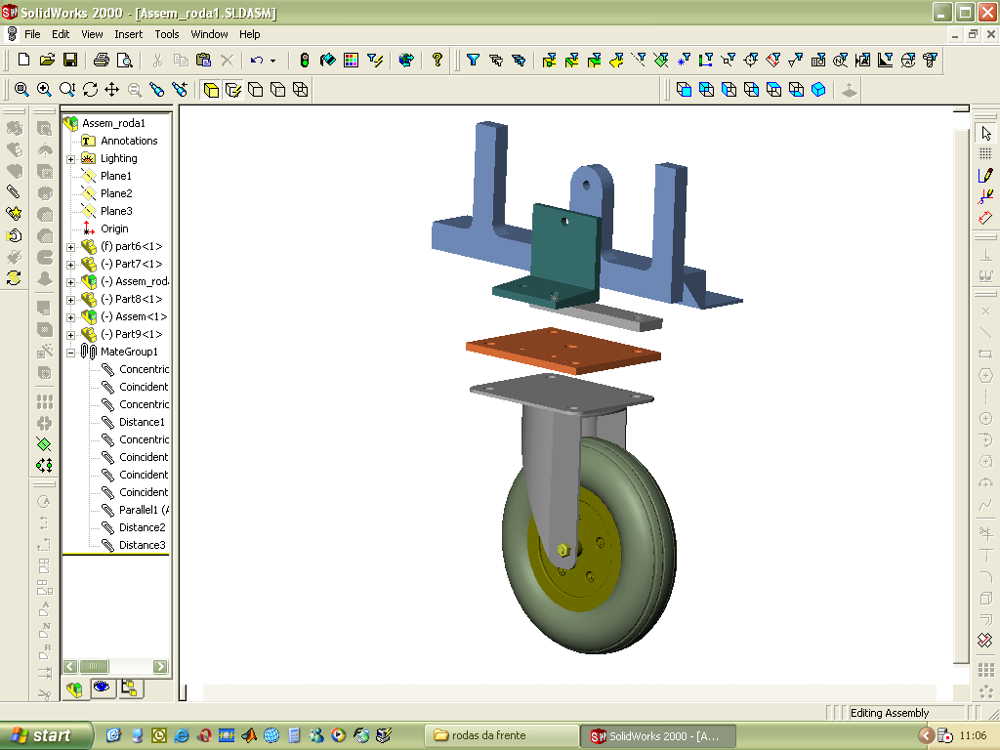 SolidWorks 2000 - [Assem_roda1.SLDASM]
File Edit View Insert Tools Window Help
Assem_roda1
Annotations
Lighting
Plane1
Plane2
Plane3
Origin
(f) part6<1>
(-) Part7<1>
(-) Assem_roda
(-) Part8<1>
(-) Assem<1>
(-) Part9<1>
MateGroup1
Concentric
Coincident
Concentric
Distance1
Concentric
Coincident
Coincident
Coincident
Parallel1 (A
Distance2
Distance3
Editing Assembly
start
rodas da frente
SolidWorks 2000 - [A...
11:06